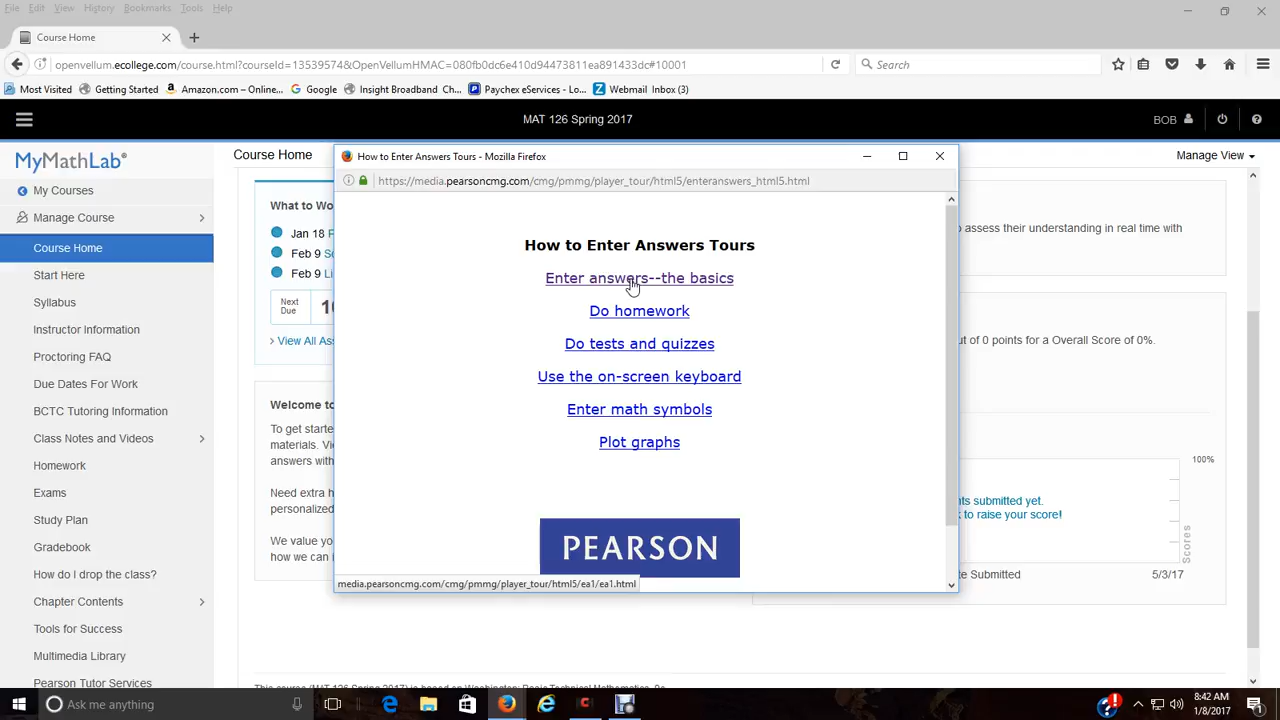 File Edit View History Bookmarks Tools Help
Course Home
openvellum.ecollege.com/course.html?courseId=13539574&OpenVellumHMAC=080fb0dc6e410d94473811ea891433dc#10001
Search
Most Visited Getting Started Amazon.com – Online... Google Insight Broadband Ch... Paychex eServices - Lo... Webmail Inbox (3)
MAT 126 Spring 2017
BOB
MyMathLab®
Course Home
Manage View
My Courses
Manage Course
Course Home
Start Here
Syllabus
Instructor Information
Proctoring FAQ
Due Dates For Work
BCTC Tutoring Information
Class Notes and Videos
Homework
Exams
Study Plan
Gradebook
How do I drop the class?
Chapter Contents
Tools for Success
Multimedia Library
Pearson Tutor Services
What to Wo
Jan 18
Feb 9
Feb 9
Next
Due
View All Ass
Welcome to
To get starte
materials. Vi
answers with
Need extra h
personalized
We value yo
how we can i
How to Enter Answers Tours - Mozilla Firefox
https://media.pearsoncmg.com/cmg/pmmg/player_tour/html5/enteranswers_html5.html
How to Enter Answers Tours
Enter answers--the basics
Do homework
Do tests and quizzes
Use the on-screen keyboard
Enter math symbols
Plot graphs
PEARSON
media.pearsoncmg.com/cmg/pmmg/player_tour/html5/ea1/ea1.html
o assess their understanding in real time with
ut of 0 points for a Overall Score of 0%.
100%
nts submitted yet.
k to raise your score!
Scores
te Submitted
5/3/17
Ask me anything
8:42 AM
1/8/2017